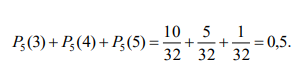 P₅(3) + P₅(4) + P₅(5) = 10/32 + 5/32 + 1/32 = 0,5.